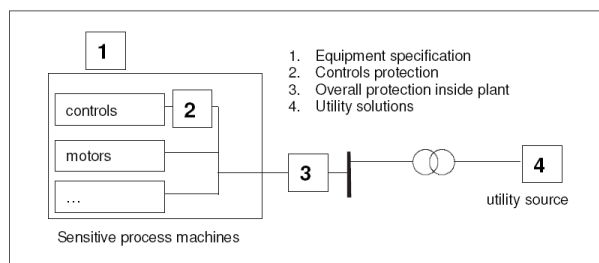 1
1. Equipment specification
2. Controls protection
3. Overall protection inside plant
4. Utility solutions
controls
2
motors
3
4
...
utility source
Sensitive process machines